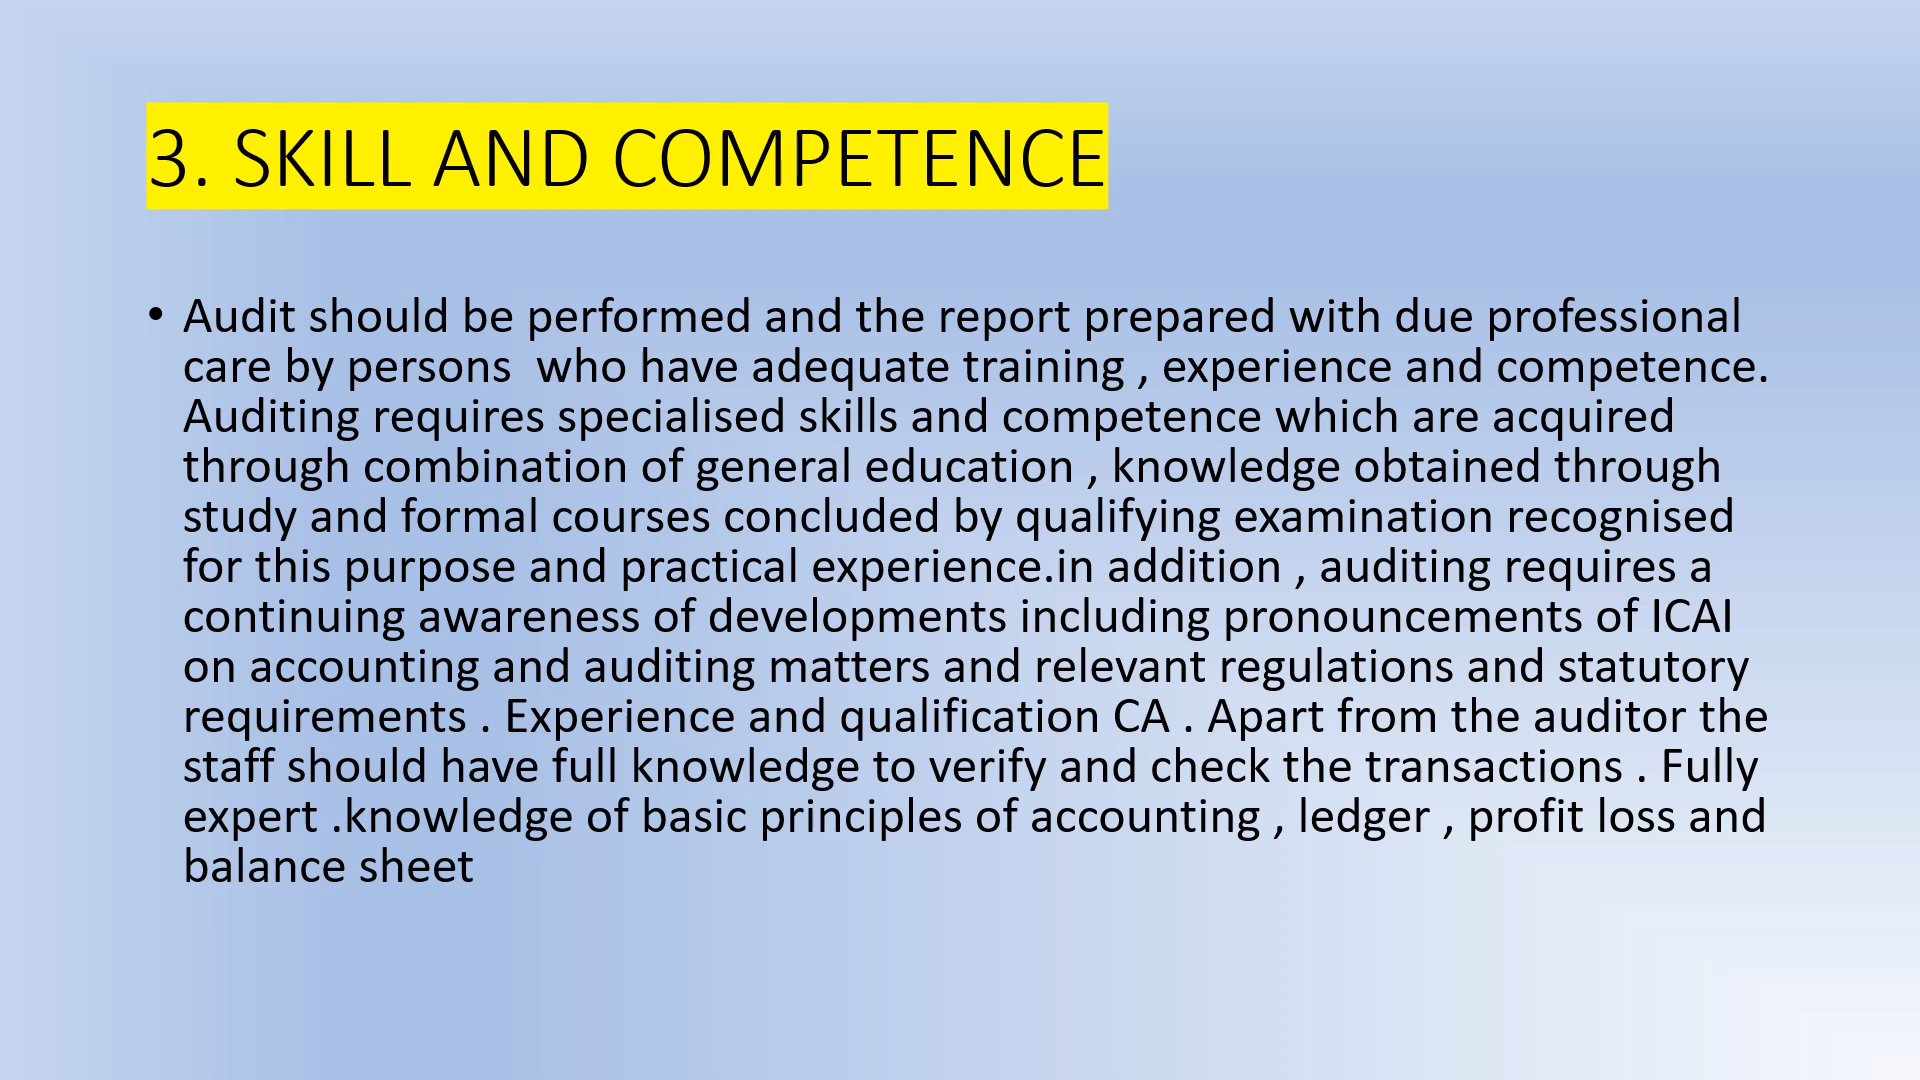 3. SKILL AND COMPETENCE
• Audit should be performed and the report prepared with due professional
care by persons  who have adequate training , experience and competence.
Auditing requires specialised skills and competence which are acquired
through combination of general education , knowledge obtained through
study and formal courses concluded by qualifying examination recognised
for this purpose and practical experience.in addition , auditing requires a
continuing awareness of developments including pronouncements of ICAI
on accounting and auditing matters and relevant regulations and statutory
requirements . Experience and qualification CA . Apart from the auditor the
staff should have full knowledge to verify and check the transactions . Fully
expert .knowledge of basic principles of accounting , ledger , profit loss and
balance sheet